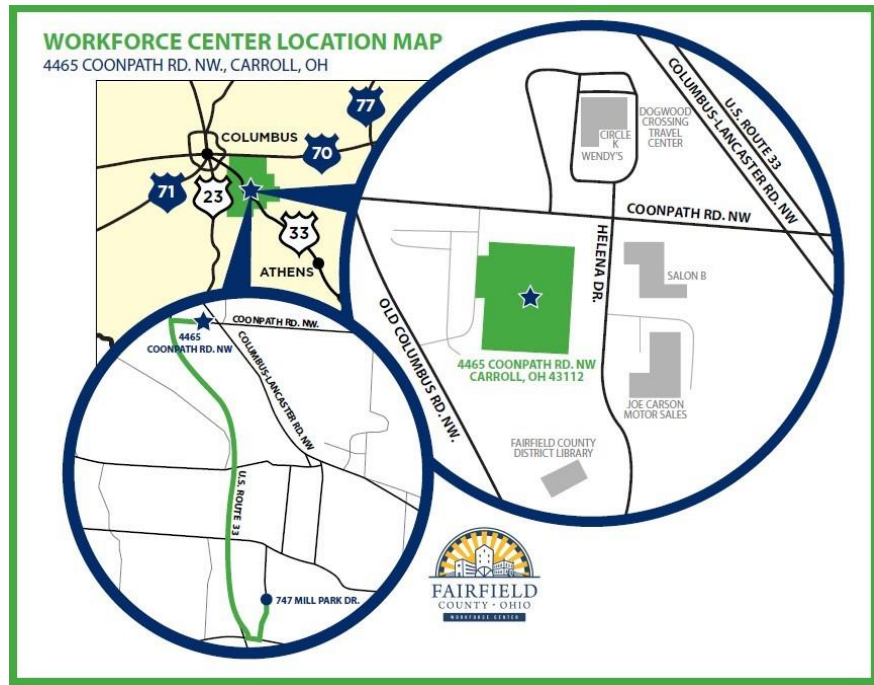 WORKFORCE CENTER LOCATION MAP
4465 COONPATH RD. NW., CARROLL, OH
77
COLUMBUS
70
71
23
33
ATHENS
COLUMBUS-LANCASTER RD. NW
U.S. ROUTE 33
DOGWOOD
CROSSING
TRAVEL
CENTER
CIRCLE
K
WENDY'S
COONPATH RD. NW
HELENA DR.
SALON B
OLD COLUMBUS RD. NW.
4465 COONPATH RD. NW
CARROLL, OH 43112
JOE CARSON
MOTOR SALES
FAIRFIELD COUNTY
DISTRICT LIBRARY
COONPATH RD. NW.
4465
COONPATH RD. NW
COLUMBUS-LANCASTER RD. NW
U.S. ROUTE 33
747 MILL PARK DR.
FAIRFIELD
COUNTY • OHIO
WORKFORCE CENTER